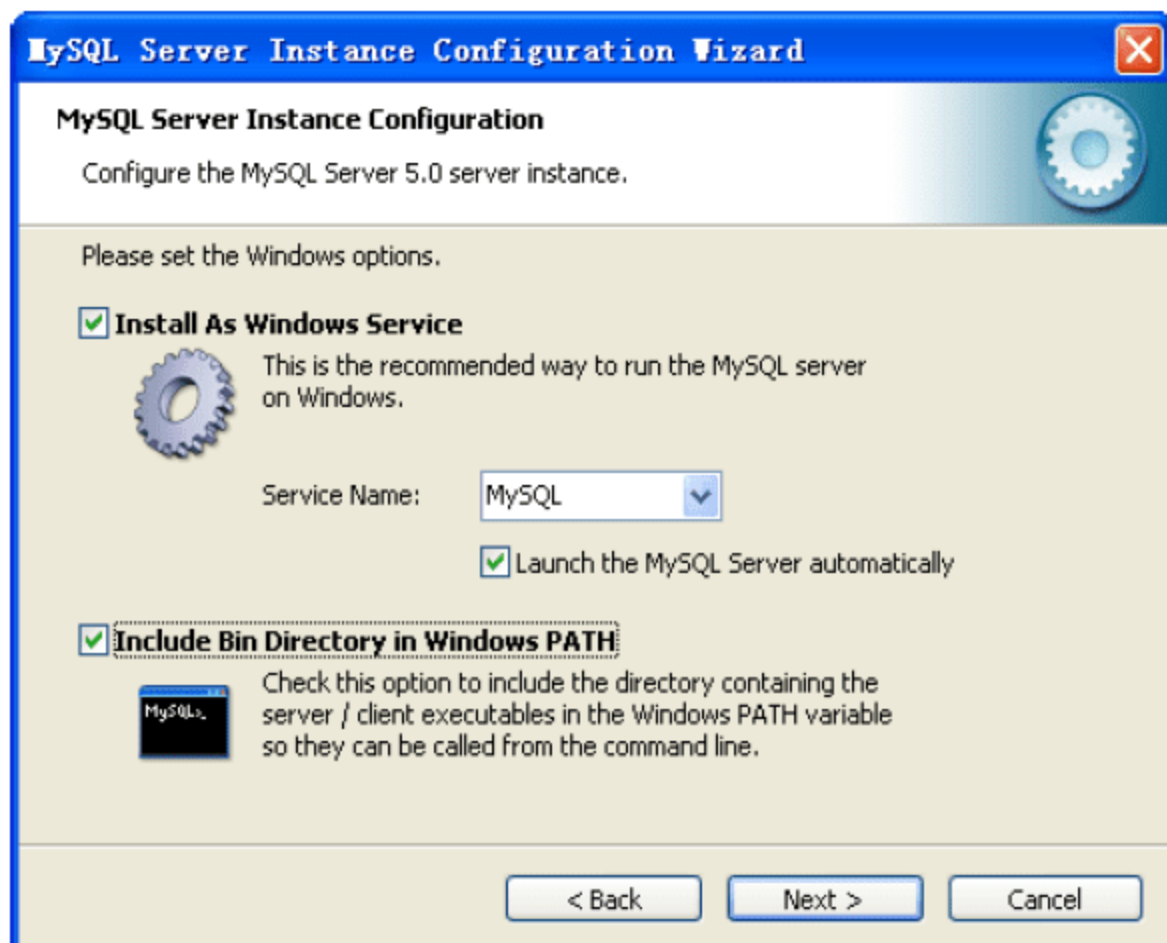 MySQL Server Instance Configuration Wizard
MySQL Server Instance Configuration
Configure the MySQL Server 5.0 server instance.
Please set the Windows options.
Install As Windows Service
This is the recommended way to run the MySQL server
on Windows.
Service Name: MySQL
Launch the MySQL Server automatically
Include Bin Directory in Windows PATH
Check this option to include the directory containing the
MySQL>_
server / client executables in the Windows PATH variable
so they can be called from the command line.
< Back Next > Cancel